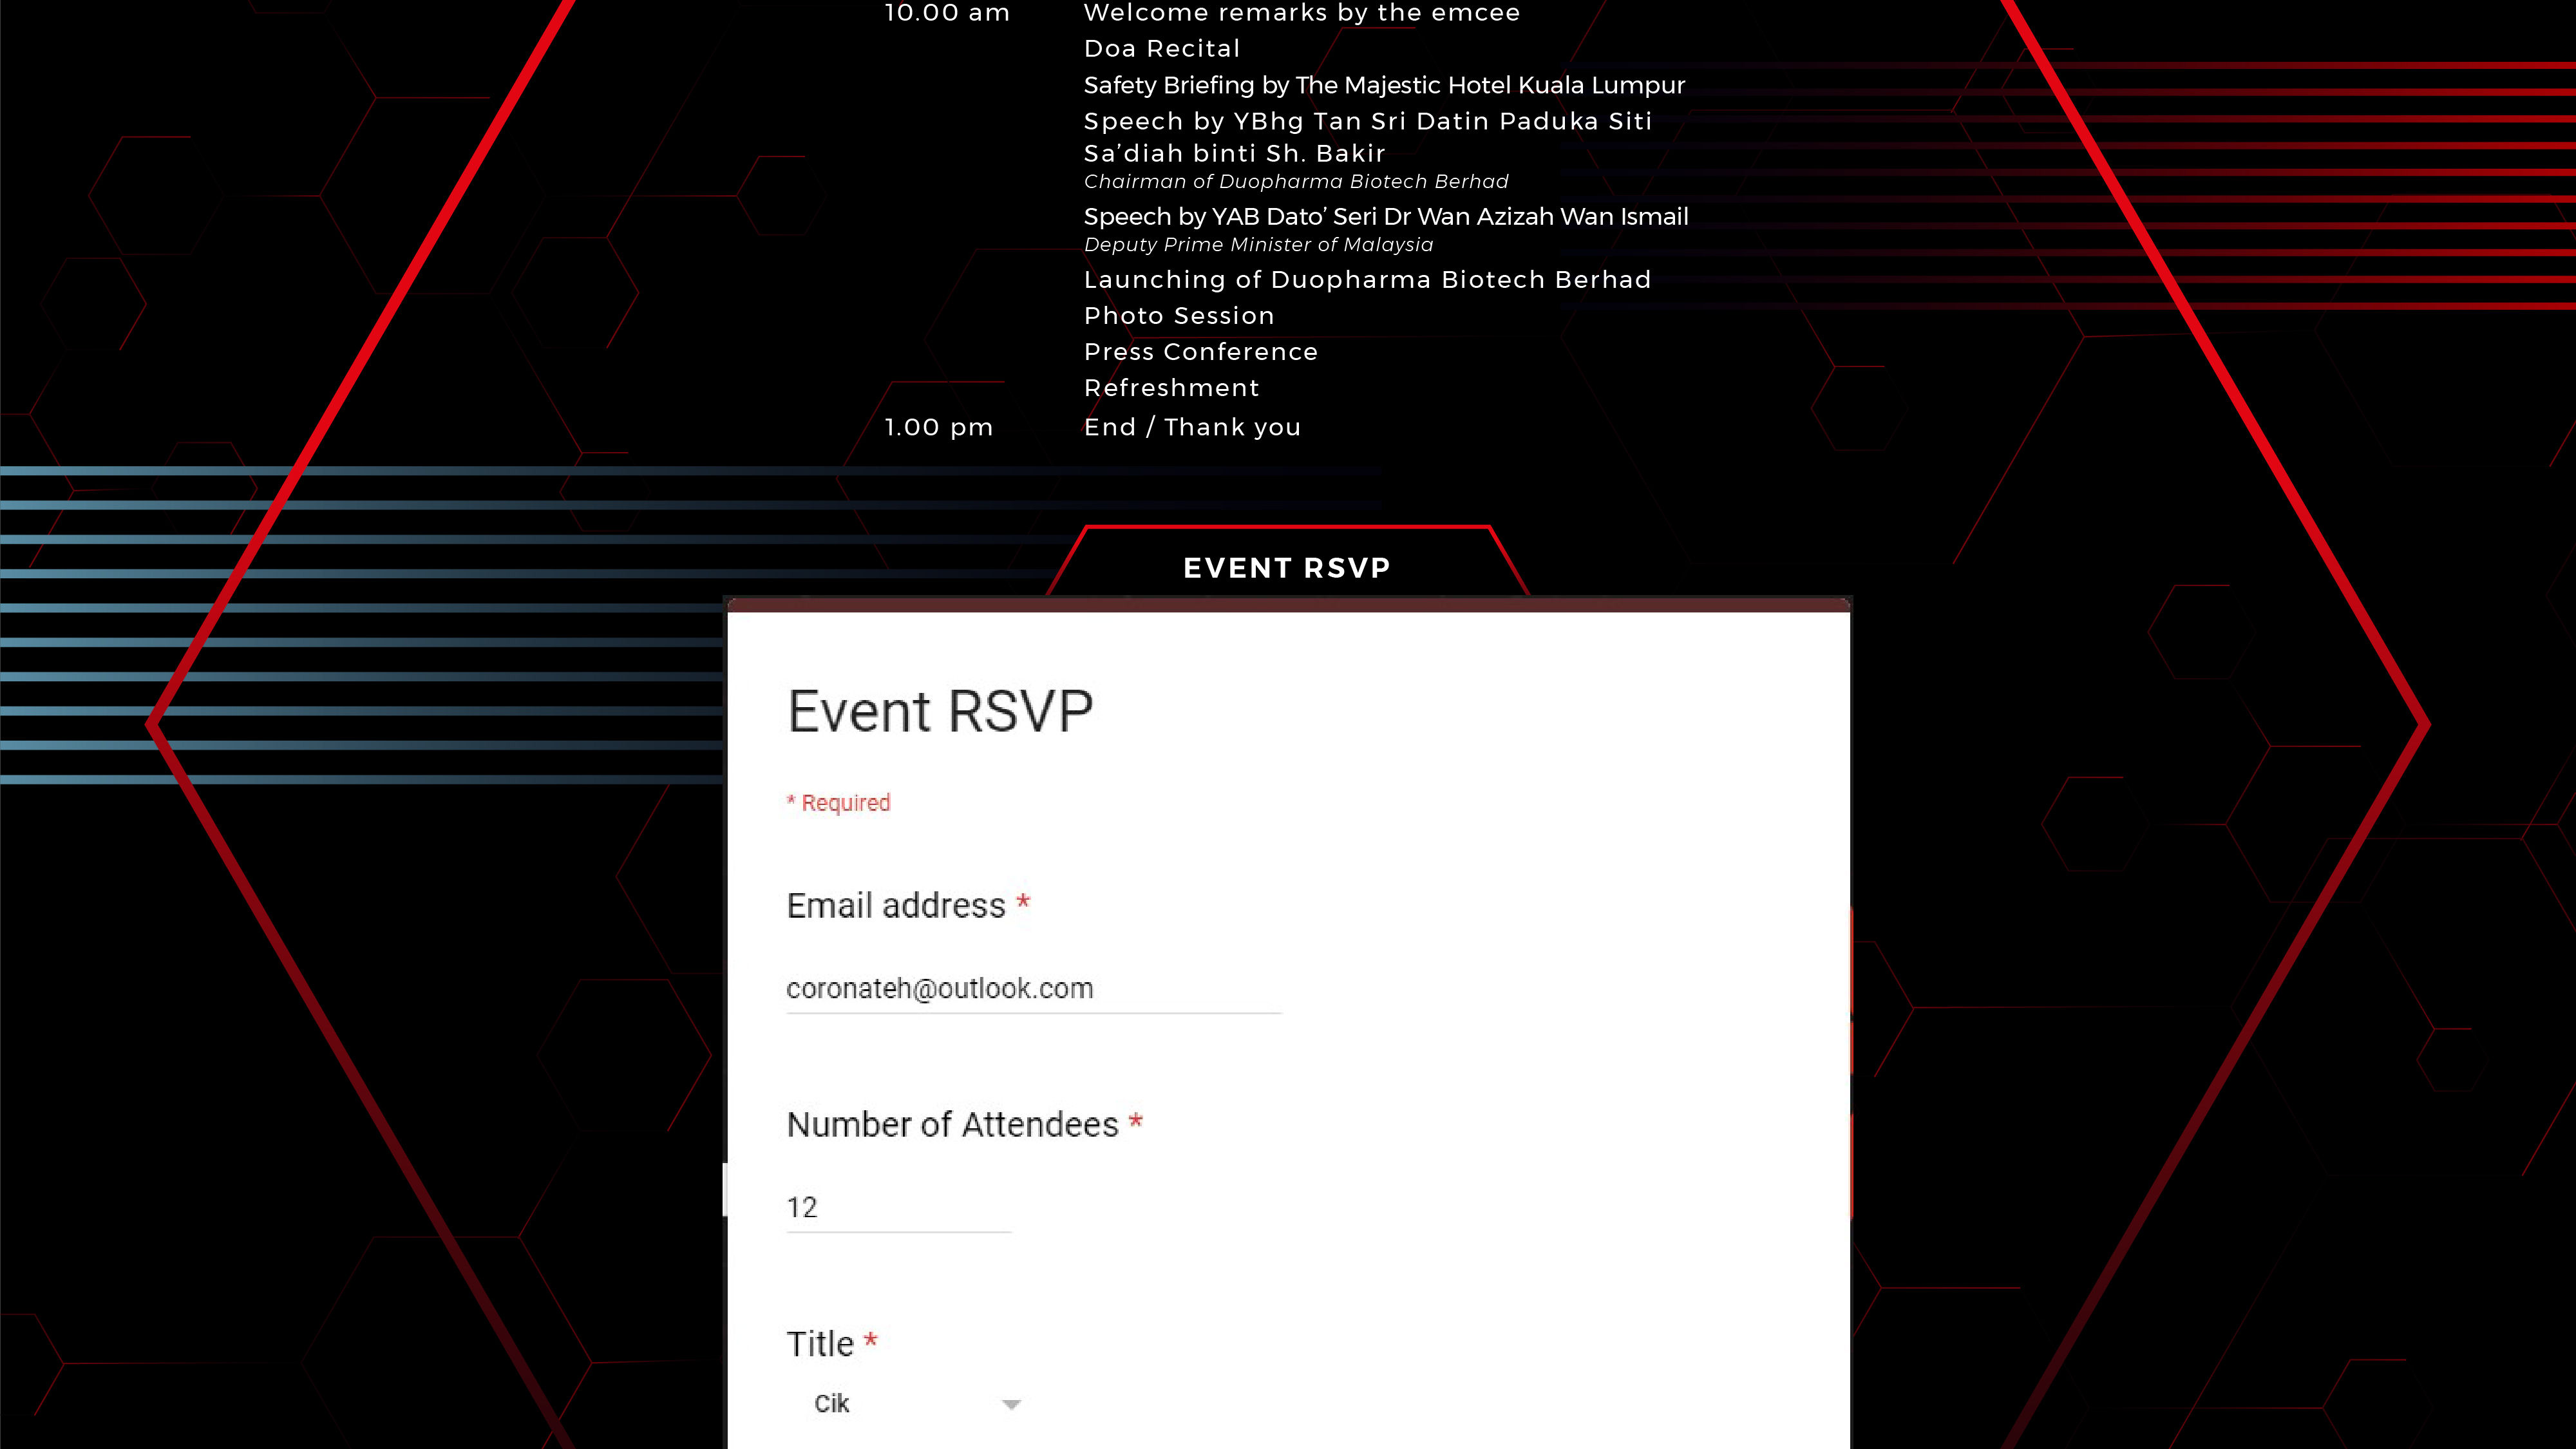 10.00 am Welcome remarks by the emcee
Doa Recital
Safety Briefing by The Majestic Hotel Kuala Lumpur
Speech by YBhg Tan Sri Datin Paduka Siti
Sa’diah binti Sh. Bakir
Chairman of Duopharma Biotech Berhad
Speech by YAB Dato’ Seri Dr Wan Azizah Wan Ismail
Deputy Prime Minister of Malaysia
Launching of Duopharma Biotech Berhad
Photo Session
Press Conference
Refreshment
1.00 pm End / Thank you
EVENT RSVP
Event RSVP
* Required
Email address *
coronateh@outlook.com
Number of Attendees *
12
Title *
Cik